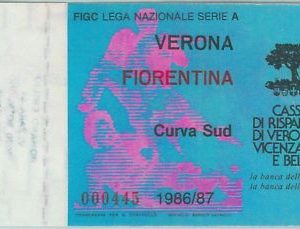 FIGC LEGA NAZIONALE SERIE A
VERONA
FIORENTINA
Curva Sud
000445 1986/87
CASS
DI RISPAR
DI VERO
VICENZA
E BEL
la banca dell
la banca dell